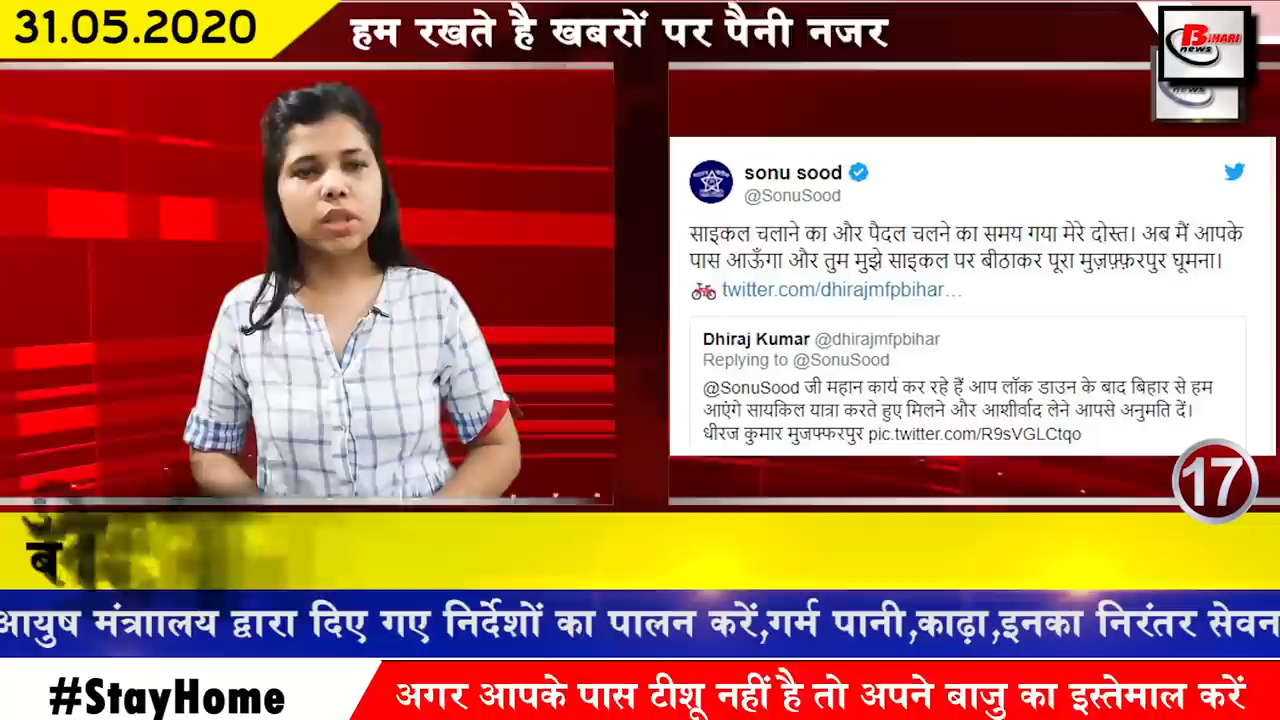 31.05.2020
हम रखते है खबरों पर पैनी नजर
BIHARI
news
news
sonu sood
@SonuSood
साइकल चलाने का और पैदल चलने का समय गया मेरे दोस्त। अब मैं आपके
पास आऊँगा और तुम मुझे साइकल पर बीठाकर पूरा मुज़फ़्फ़रपुर घूमना।
twitter.com/dhirajmfpbihar…
Dhiraj Kumar @dhirajmfpbihar
Replying to @SonuSood
@SonuSood जी महान कार्य कर रहे हैं आप लॉक डाउन के बाद बिहार से हम
आएंगे सायकिल यात्रा करते हुए मिलने और आशीर्वाद लेने आपसे अनुमति दें।
धीरज कुमार मुजफ्फरपुर pic.twitter.com/R9sVGLCtqo
17
आयुष मंत्राालय द्वारा दिए गए निर्देशों का पालन करें,गर्म पानी,काढ़ा,इनका निरंतर सेवन
#StayHome
अगर आपके पास टीशू नहीं है तो अपने बाजु का इस्तेमाल करें